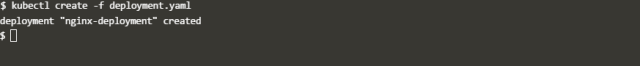 $ kubectl create -f deployment.yaml
deployment "nginx-deployment" created
$